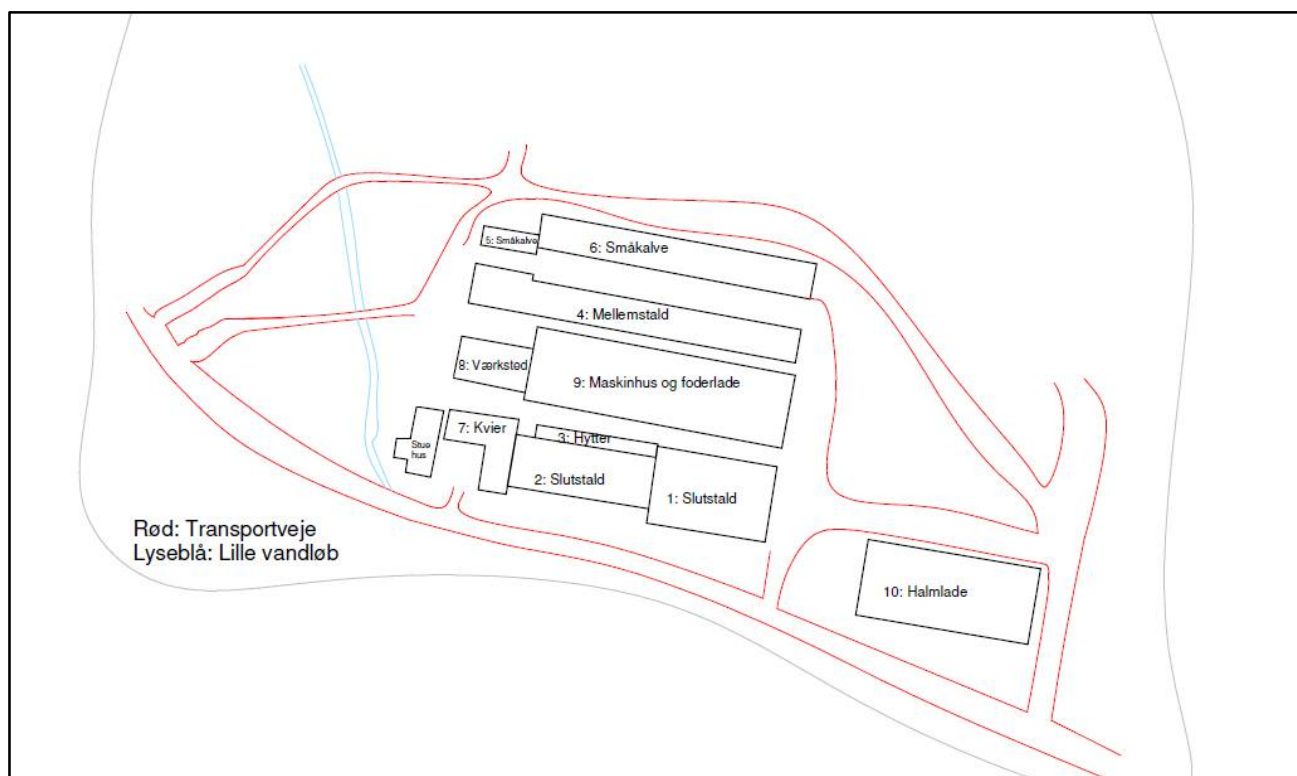 5: Småkalve
6: Småkalve
4: Mellemstald
8: Værksted
9: Maskinhus og foderlade
7: Kvier
Stue
hus
3: Hytter
2: Slutstald
1: Slutstald
10: Halmlade
Rød: Transportveje
Lyseblå: Lille vandløb